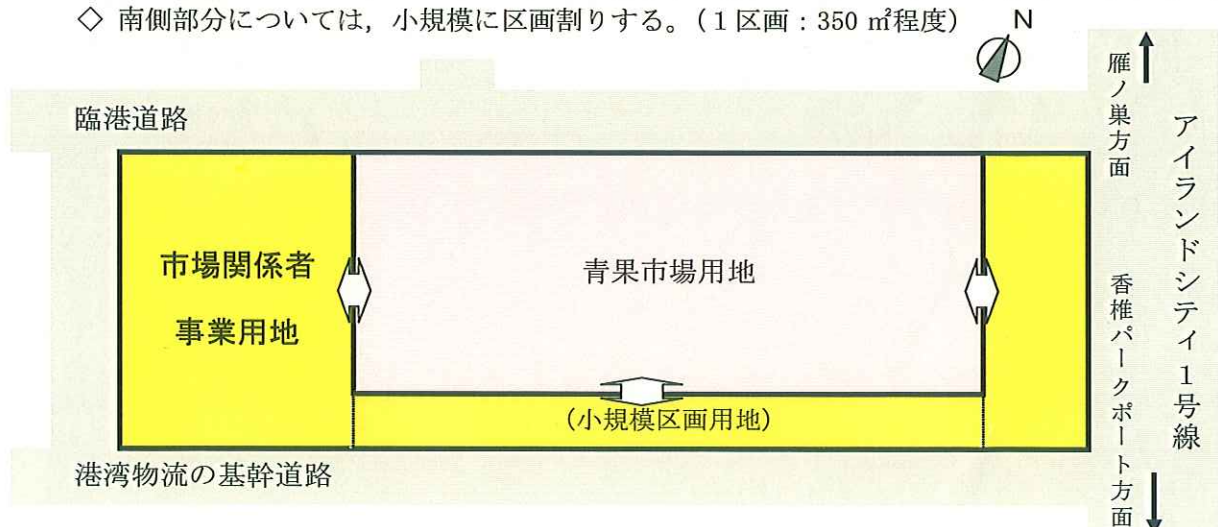 ◇ 南側部分については，小規模に区画割りする。（１区画：350 ㎡程度）
N
臨港道路
雁ノ巣方面
アイランドシティ１号線
市場関係者
事業用地
青果市場用地
香椎パークポート方面
（小規模区画用地）
港湾物流の基幹道路